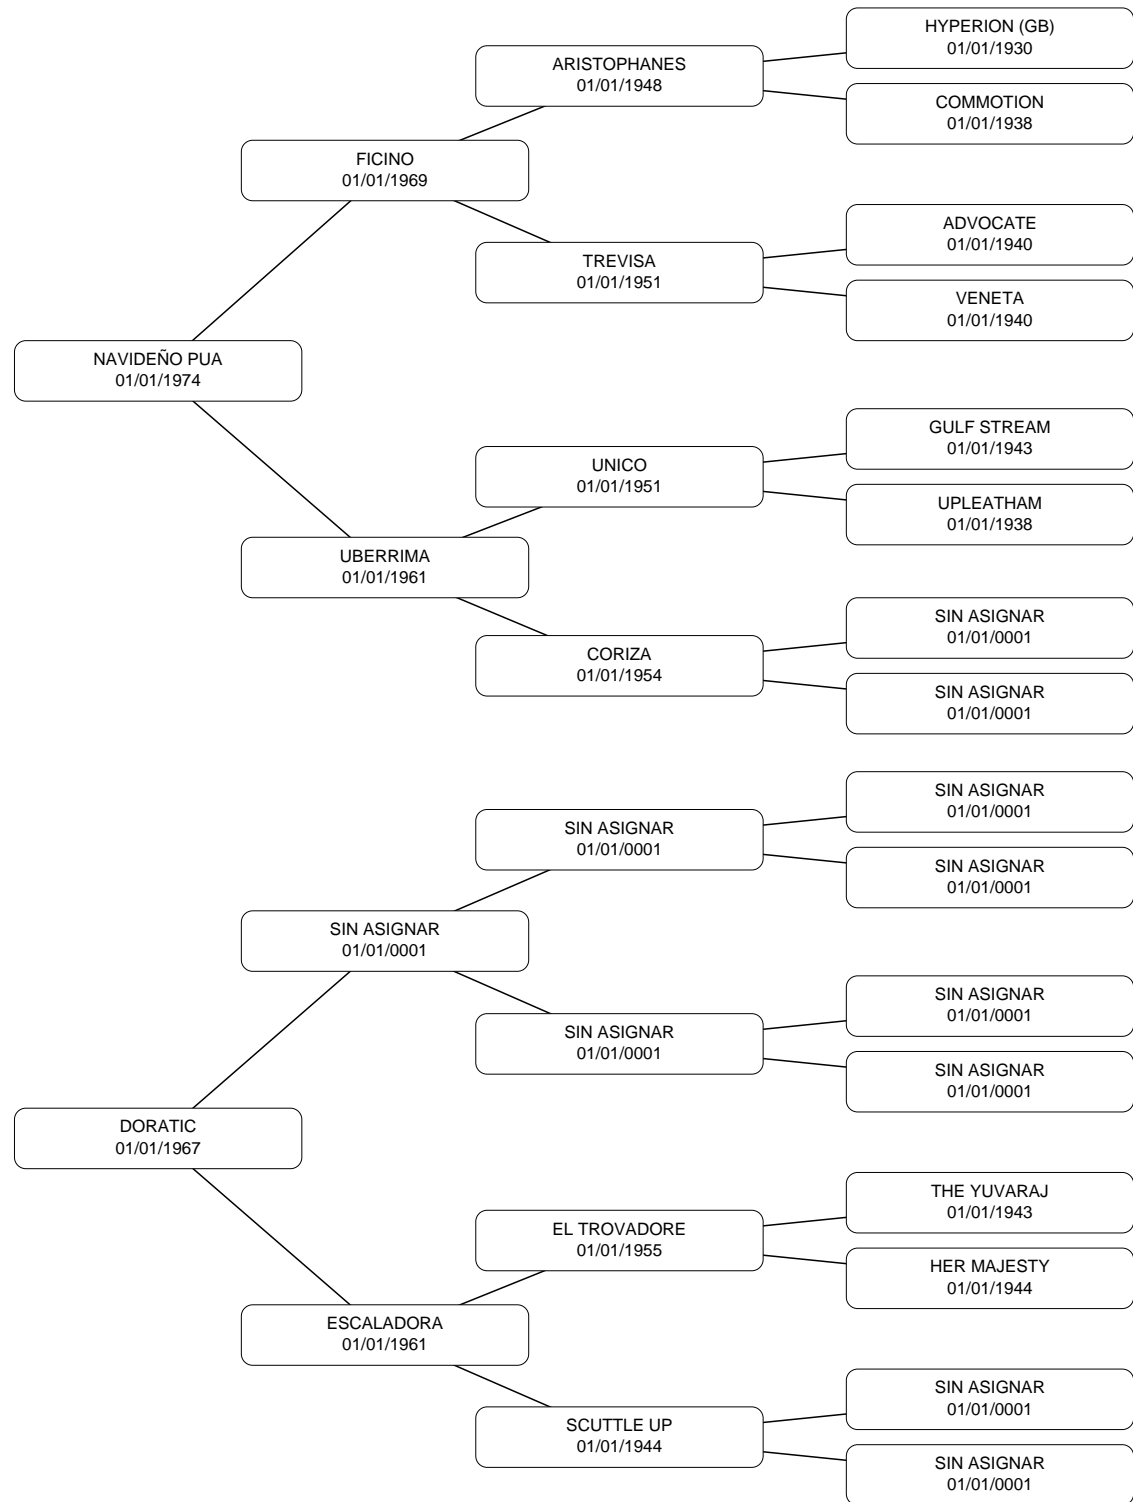 HYPERION (GB)
01/01/1930
ARISTOPHANES
01/01/1948
COMMOTION
01/01/1938
FICINO
01/01/1969
ADVOCATE
01/01/1940
TREVISA
01/01/1951
VENETA
01/01/1940
NAVIDEÑO PUA
01/01/1974
GULF STREAM
01/01/1943
UNICO
01/01/1951
UPLEATHAM
01/01/1938
UBERRIMA
01/01/1961
SIN ASIGNAR
01/01/0001
CORIZA
01/01/1954
SIN ASIGNAR
01/01/0001
SIN ASIGNAR
01/01/0001
SIN ASIGNAR
01/01/0001
SIN ASIGNAR
01/01/0001
SIN ASIGNAR
01/01/0001
SIN ASIGNAR
01/01/0001
SIN ASIGNAR
01/01/0001
SIN ASIGNAR
01/01/0001
DORATIC
01/01/1967
THE YUVARAJ
01/01/1943
EL TROVADORE
01/01/1955
HER MAJESTY
01/01/1944
ESCALADORA
01/01/1961
SIN ASIGNAR
01/01/0001
SCUTTLE UP
01/01/1944
SIN ASIGNAR
01/01/0001